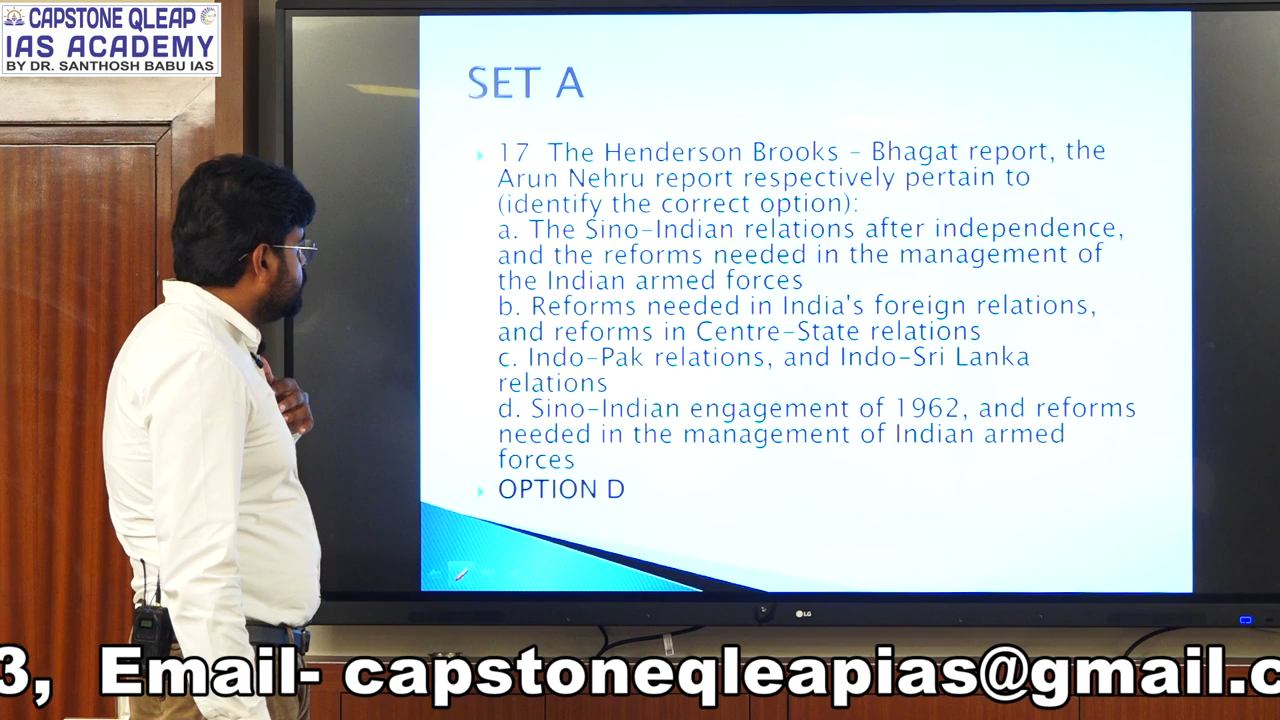 CAPSTONE QLEAP
IAS ACADEMY
BY DR. SANTHOSH BABU IAS
SET A
17 The Henderson Brooks – Bhagat report, the
Arun Nehru report respectively pertain to
(identify the correct option):
a. The Sino-Indian relations after independence,
and the reforms needed in the management of
the Indian armed forces
b. Reforms needed in India's foreign relations,
and reforms in Centre-State relations
c. Indo-Pak relations, and Indo-Sri Lanka
relations
d. Sino-Indian engagement of 1962, and reforms
needed in the management of Indian armed
forces
OPTION D
LG
3, Email- capstoneqleapias@gmail.c